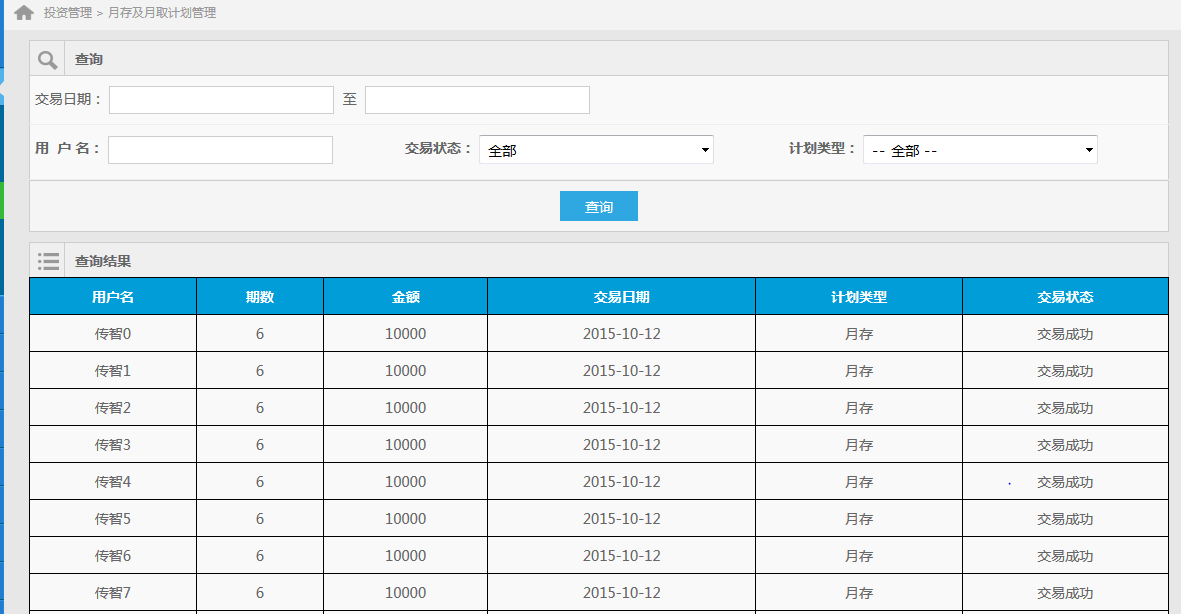 投资管理 > 月存及月取计划管理
查询
交易日期： 至
用 户 名： 交易状态： 全部 计划类型： -- 全部 --
查询
查询结果
用户名 期数 金额 交易日期 计划类型 交易状态
传智0 6 10000 2015-10-12 月存 交易成功
传智1 6 10000 2015-10-12 月存 交易成功
传智2 6 10000 2015-10-12 月存 交易成功
传智3 6 10000 2015-10-12 月存 交易成功
传智4 6 10000 2015-10-12 月存 交易成功
传智5 6 10000 2015-10-12 月存 交易成功
传智6 6 10000 2015-10-12 月存 交易成功
传智7 6 10000 2015-10-12 月存 交易成功